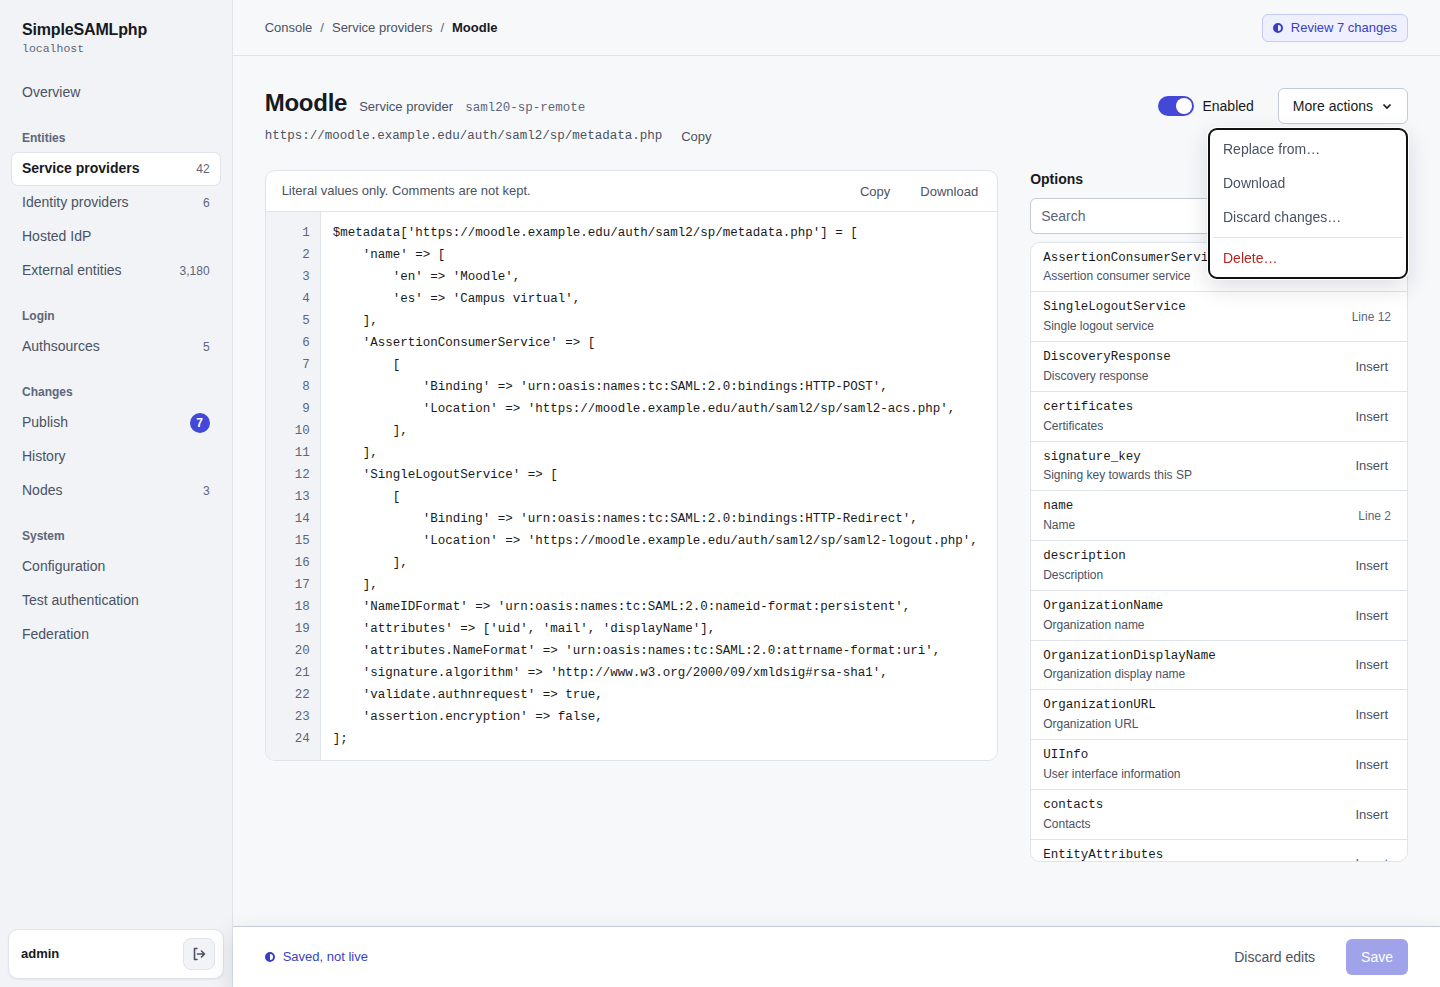 SimpleSAMLphp
localhost
Overview
Entities
Service providers 42
Identity providers 6
Hosted IdP
External entities 3,180
Login
Authsources 5
Changes
Publish 7
History
Nodes 3
System
Configuration
Test authentication
Federation
admin
Console / Service providers / Moodle
Review 7 changes
Moodle Service provider saml20-sp-remote
https://moodle.example.edu/auth/saml2/sp/metadata.php Copy
Enabled
More actions
Replace from…
Download
Discard changes…
Delete…
Literal values only. Comments are not kept. Copy Download
1 $metadata['https://moodle.example.edu/auth/saml2/sp/metadata.php'] = [
2 'name' => [
3 'en' => 'Moodle',
4 'es' => 'Campus virtual',
5 ],
6 'AssertionConsumerService' => [
7 [
8 'Binding' => 'urn:oasis:names:tc:SAML:2.0:bindings:HTTP-POST',
9 'Location' => 'https://moodle.example.edu/auth/saml2/sp/saml2-acs.php',
10 ],
11 ],
12 'SingleLogoutService' => [
13 [
14 'Binding' => 'urn:oasis:names:tc:SAML:2.0:bindings:HTTP-Redirect',
15 'Location' => 'https://moodle.example.edu/auth/saml2/sp/saml2-logout.php',
16 ],
17 ],
18 'NameIDFormat' => 'urn:oasis:names:tc:SAML:2.0:nameid-format:persistent',
19 'attributes' => ['uid', 'mail', 'displayName'],
20 'attributes.NameFormat' => 'urn:oasis:names:tc:SAML:2.0:attrname-format:uri',
21 'signature.algorithm' => 'http://www.w3.org/2000/09/xmldsig#rsa-sha1',
22 'validate.authnrequest' => true,
23 'assertion.encryption' => false,
24 ];
Options
Search
AssertionConsumerServi
Assertion consumer service
SingleLogoutService
Single logout service
Line 12
DiscoveryResponse
Discovery response
Insert
certificates
Certificates
Insert
signature_key
Signing key towards this SP
Insert
name
Name
Line 2
description
Description
Insert
OrganizationName
Organization name
Insert
OrganizationDisplayName
Organization display name
Insert
OrganizationURL
Organization URL
Insert
UIInfo
User interface information
Insert
contacts
Contacts
Insert
EntityAttributes
Saved, not live
Discard edits
Save